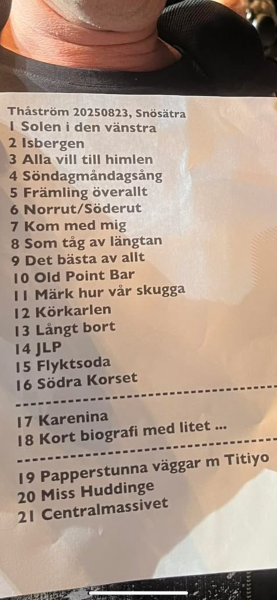 Thåström 20250823, Snösätra
1 Solen i den vänstra
2 Isbergen
3 Alla vill till himlen
4 Söndagmåndagsång
5 Främling överallt
6 Norrut/Söderut
7 Kom med mig
8 Som tåg av längtan
9 Det bästa av allt
10 Old Point Bar
11 Märk hur vår skugga
12 Körkarlen
13 Långt bort
14 JLP
15 Flyktsoda
16 Södra Korset
17 Karenina
18 Kort biografi med litet ...
19 Papperstunna väggar m Titiyo
20 Miss Huddinge
21 Centralmassivet